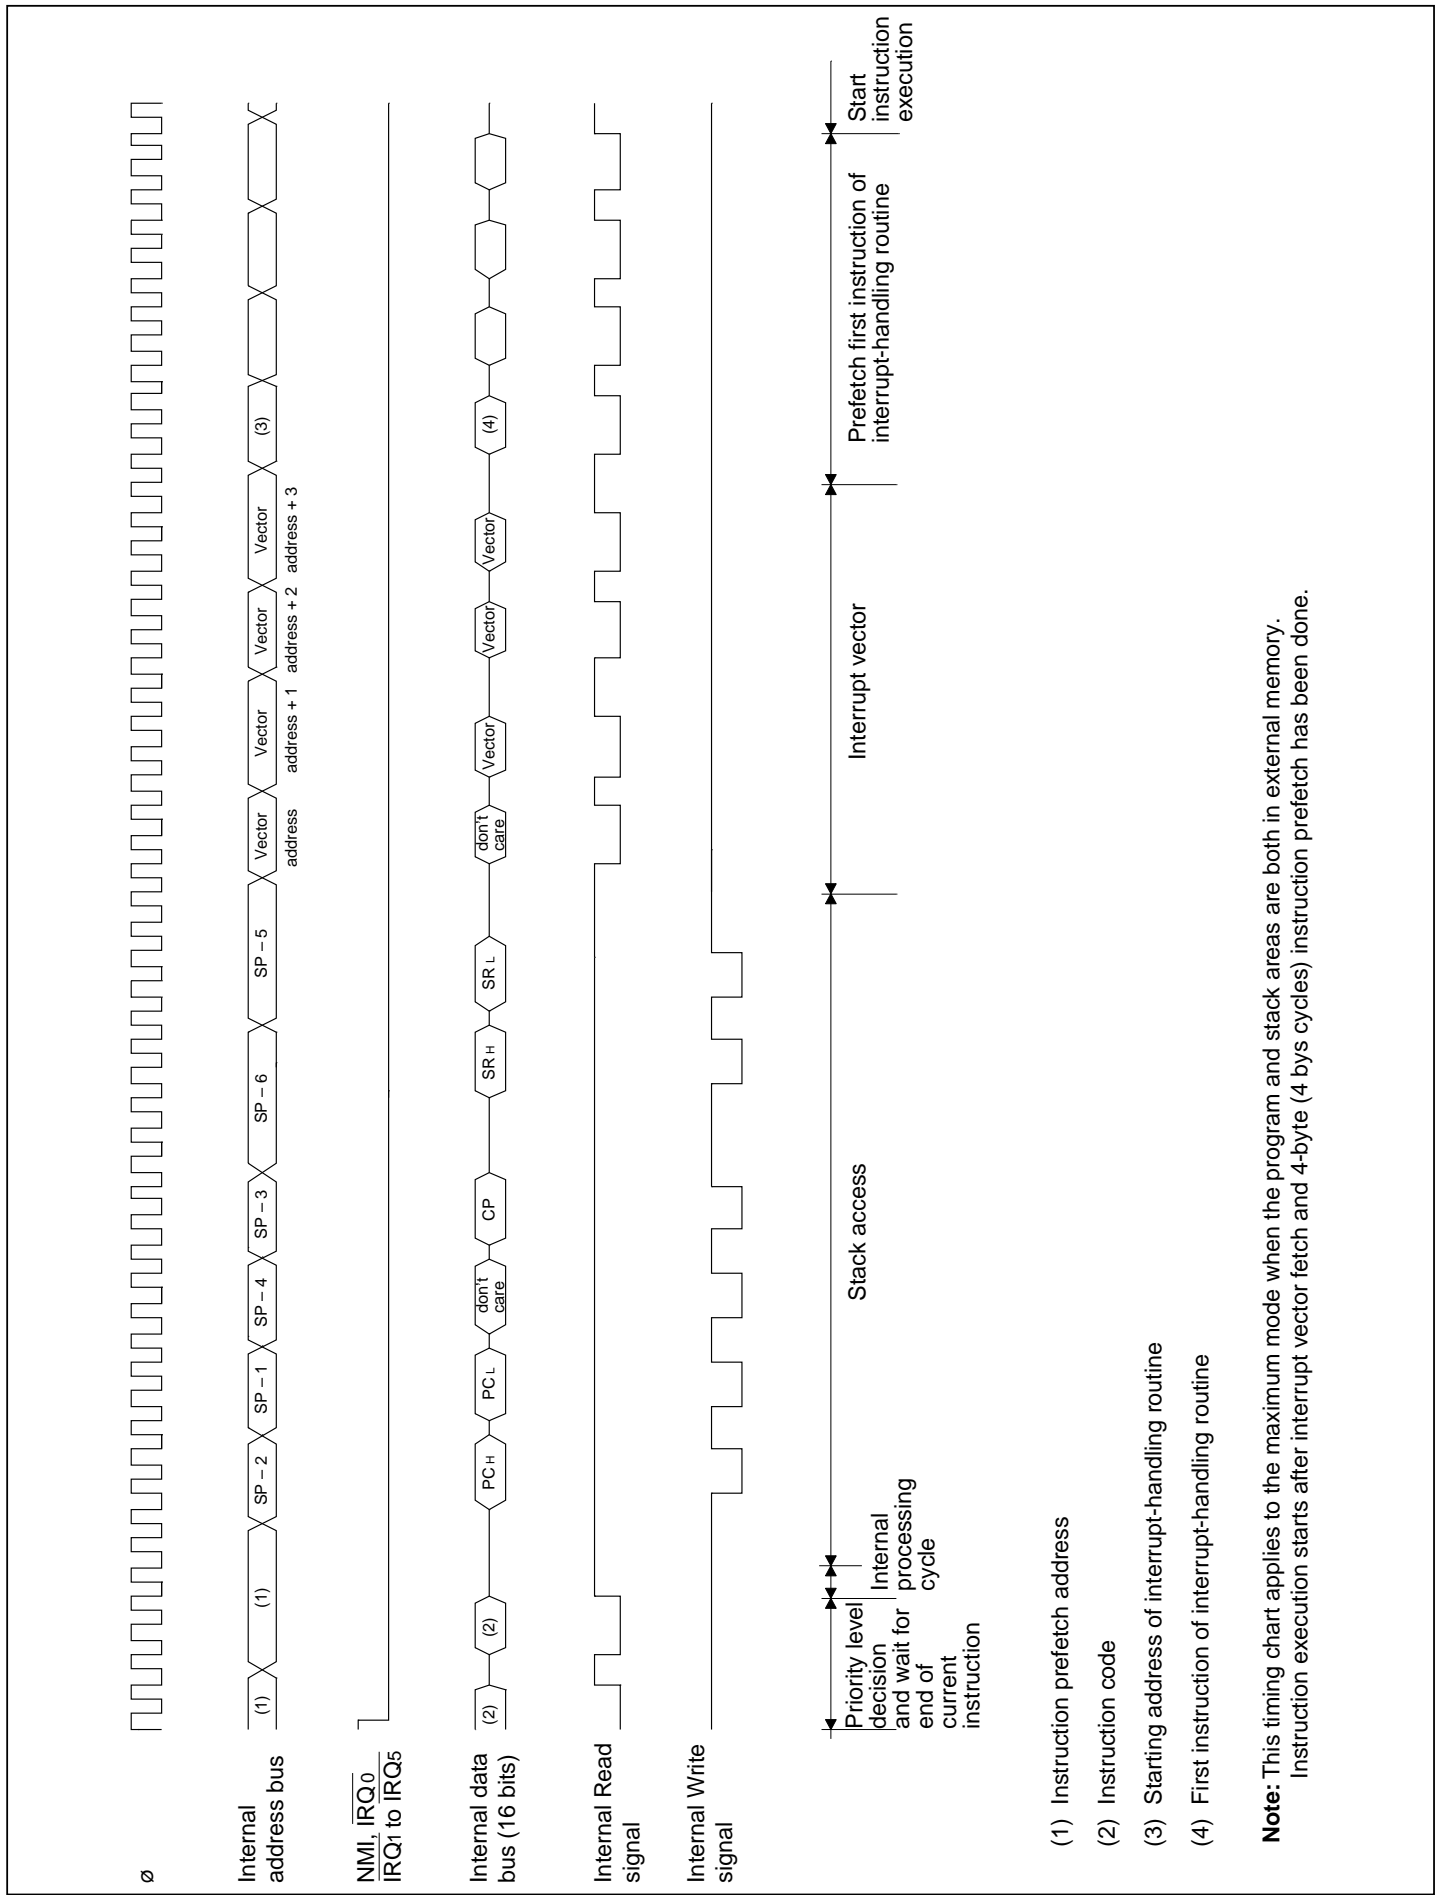 ø
Internal
address bus
(1)
(1)
SP – 2
SP – 1
SP – 4
SP – 3
SP – 6
SP – 5
Vector
address
Vector
address + 1
Vector
address + 2
Vector
address + 3
(3)
NMI, IRQ0
IRQ1 to IRQ5
Internal data
bus (16 bits)
(2)
(2)
PC H
PC L
don't
care
CP
SR H
SR L
don't
care
Vector
Vector
Vector
(4)
Internal Read
signal
Internal Write
signal
Priority level
decision
and wait for
end of
current
instruction
Internal
processing
cycle
Stack access
Interrupt vector
Prefetch first instruction of
interrupt-handling routine
Start
instruction
execution
(1) Instruction prefetch address
(2) Instruction code
(3) Starting address of interrupt-handling routine
(4) First instruction of interrupt-handling routine
Note: This timing chart applies to the maximum mode when the program and stack areas are both in external memory.
Instruction execution starts after interrupt vector fetch and 4-byte (4 bys cycles) instruction prefetch has been done.